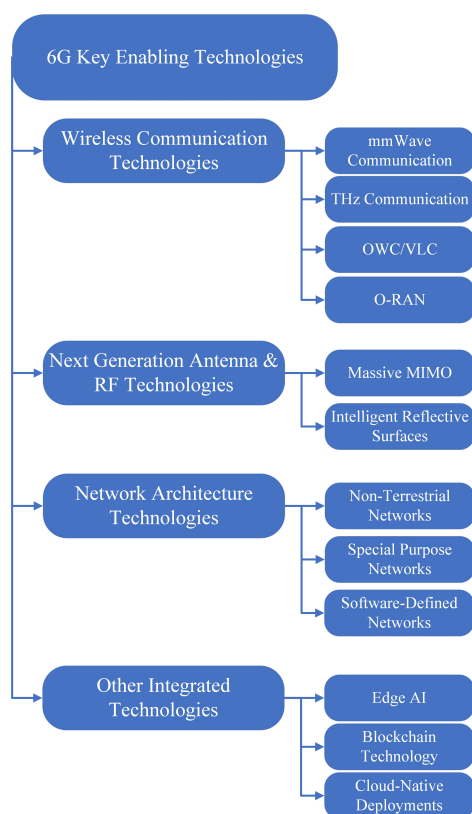 6G Key Enabling Technologies
Wireless Communication
Technologies
mmWave
Communication
THz Communication
OWC/VLC
O-RAN
Next Generation Antenna &
RF Technologies
Massive MIMO
Intelligent Reflective
Surfaces
Network Architecture
Technologies
Non-Terrestrial
Networks
Special Purpose
Networks
Software-Defined
Networks
Other Integrated
Technologies
Edge AI
Blockchain
Technology
Cloud-Native
Deployments